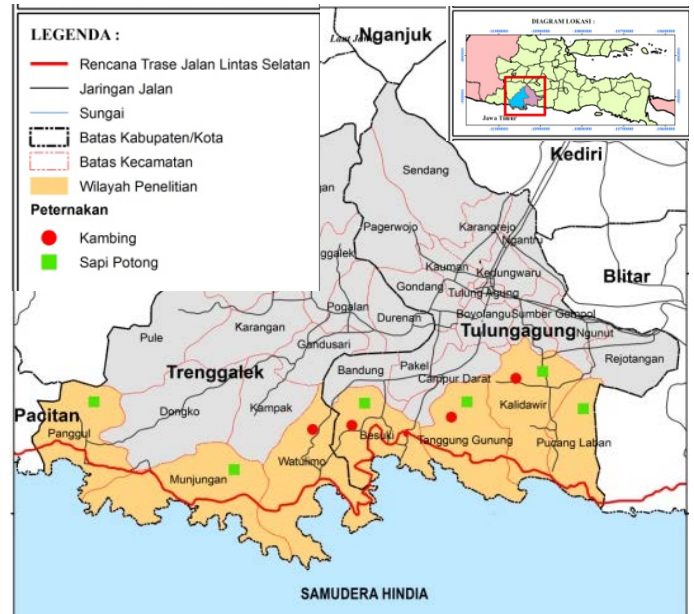 LEGENDA :
Rencana Trase Jalan Lintas Selatan
Jaringan Jalan
Sungai
Batas Kabupaten/Kota
Batas Kecamatan
Wilayah Penelitian
Peternakan
Kambing
Sapi Potong
DIAGRAM LOKASI :
Jawa Timur
Nganjuk
Kediri
Blitar
Sendang
Pagerwojo
Karangrejo
Ngantru
Kauman
Kedungwaru
Gondang
Tulung Agung
Boyolangu
Sumber Gempol
Tulungagung
Ngunut
Rejotangan
Pogalan
Durenan
Karangan
Gandusari
Pule
Trenggalek
Bandung
Pakel
Campur Darat
Kalidawir
Dongko
Kampak
Pacitan
Panggul
Besuki
Tanggung Gunung
Pucang Laban
Watulimo
Munjungan
SAMUDERA HINDIA